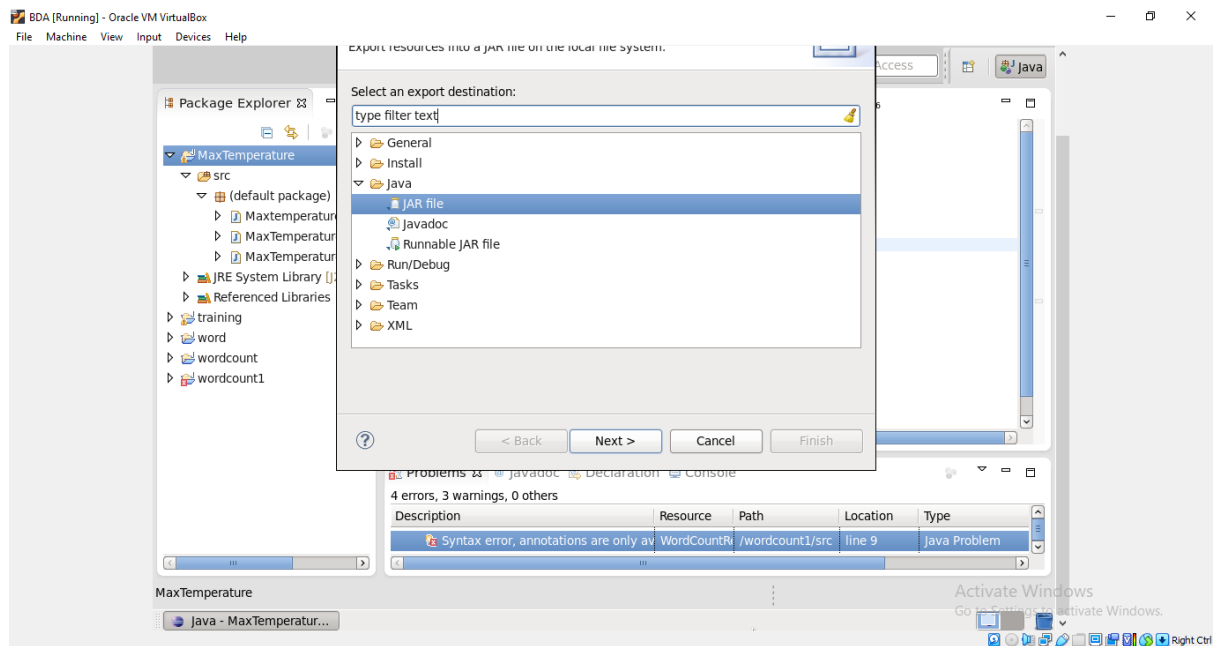 BDA [Running] - Oracle VM VirtualBox
File Machine View Input Devices Help
Export resources into a JAR file on the local file system.
Access
Java
Select an export destination:
Package Explorer
type filter text
General
MaxTemperature
Install
src
Java
(default package)
JAR file
Maxtemperature
Javadoc
MaxTemperatur
Runnable JAR file
MaxTemperatur
Run/Debug
JRE System Library [J
Tasks
Referenced Libraries
Team
training
XML
word
wordcount
wordcount1
? < Back Next > Cancel Finish
Problems Javadoc Declaration Console
4 errors, 3 warnings, 0 others
Description Resource Path Location Type
Syntax error, annotations are only av WordCountR /wordcount1/src line 9 Java Problem
MaxTemperature
Activate Windows
Go to Settings to activate Windows.
Java - MaxTemperatur...
Right Ctrl